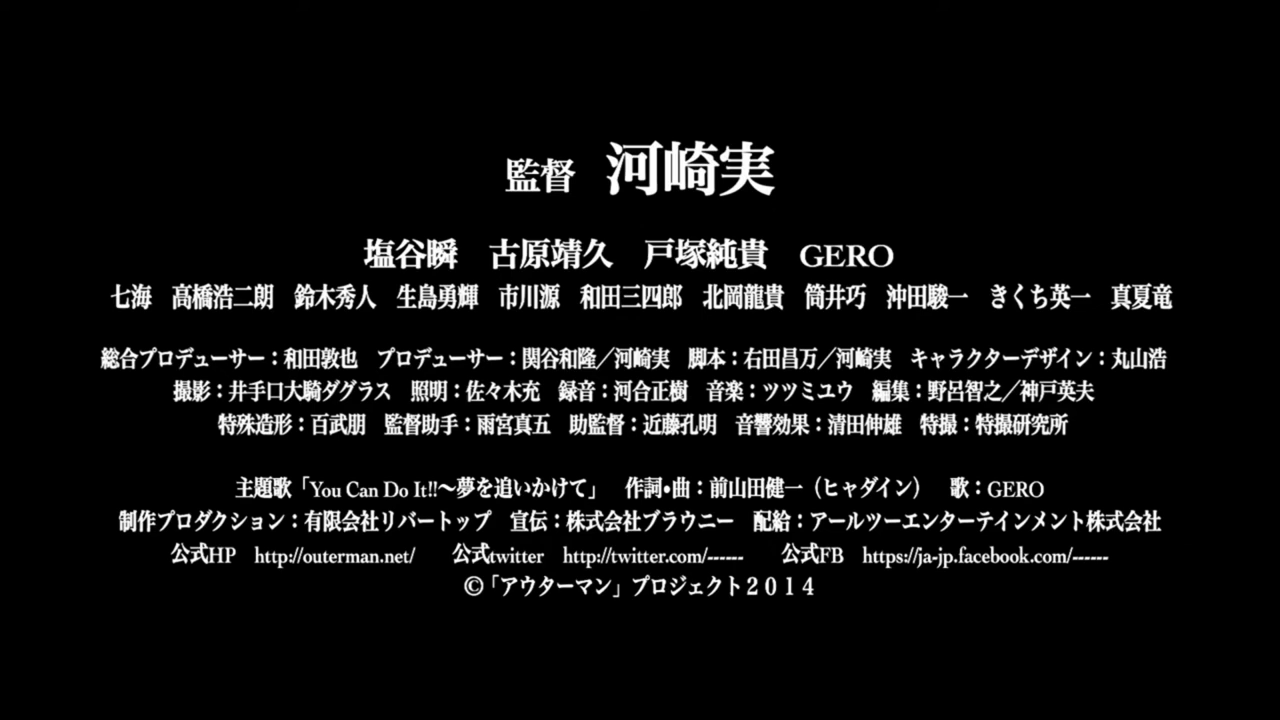 監督 河崎実
塩谷瞬 古原靖久 戸塚純貴 GERO
七海 高橋浩二朗 鈴木秀人 生島勇輝 市川源 和田三四郎 北岡龍貴 筒井巧 沖田駿一 きくち英一 真夏竜
総合プロデューサー：和田敦也 プロデューサー：関谷和隆／河崎実 脚本：右田昌万／河崎実 キャラクターデザイン：丸山浩
撮影：井手口大騎ダグラス 照明：佐々木充 録音：河合正樹 音楽：ツツミユウ 編集：野呂智之／神戸英夫
特殊造形：百武朋 監督助手：雨宮真五 助監督：近藤孔明 音響効果：清田伸雄 特撮：特撮研究所
主題歌「You Can Do It!!〜夢を追いかけて」 作詞•曲：前山田健一（ヒャダイン） 歌：GERO
制作プロダクション：有限会社リバートップ 宣伝：株式会社ブラウニー 配給：アールツーエンターテインメント株式会社
公式HP http://outerman.net/ 公式twitter http://twitter.com/------ 公式FB https://ja-jp.facebook.com/------
©「アウターマン」プロジェクト２０１４